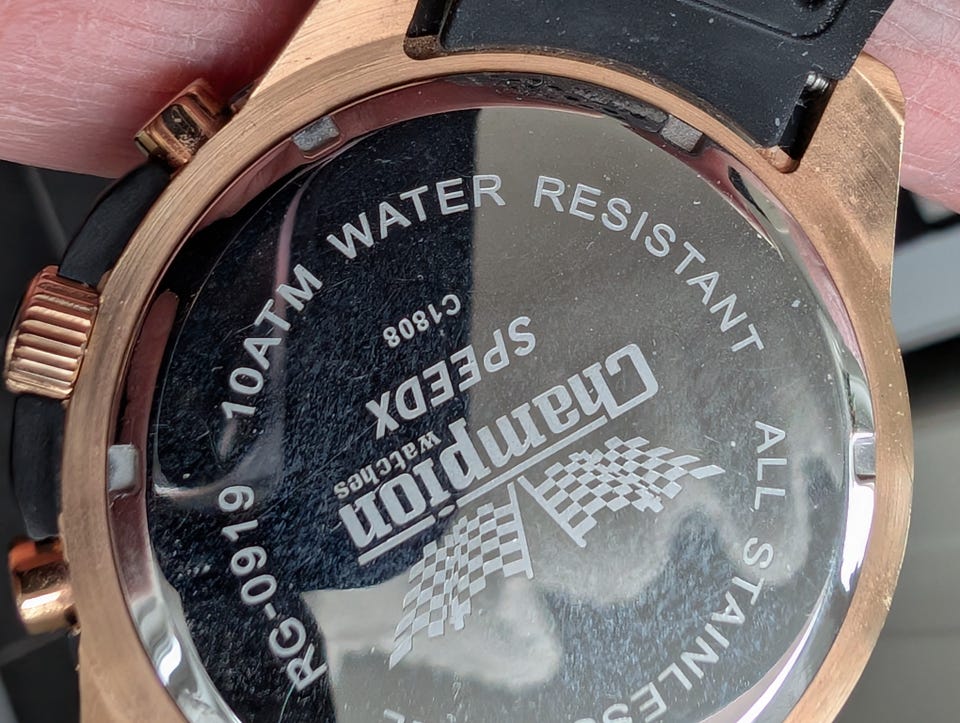 RG-0919 10ATM WATER RESISTANT ALL STAINLESS
Champion
watches
SPEEDX
C1808